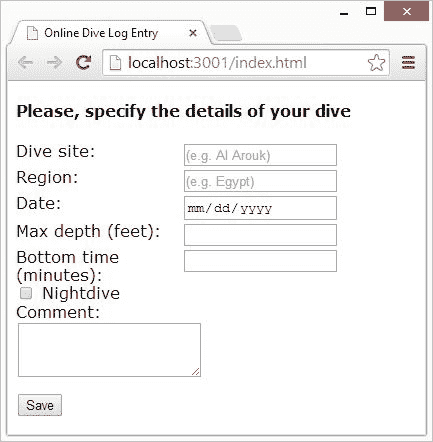 Online Dive Log Entry
localhost:3001/index.html
Please, specify the details of your dive
Dive site:
(e.g. Al Arouk)
Region:
(e.g. Egypt)
Date:
mm/dd/yyyy
Max depth (feet):
Bottom time
(minutes):
Nightdive
Comment:
Save